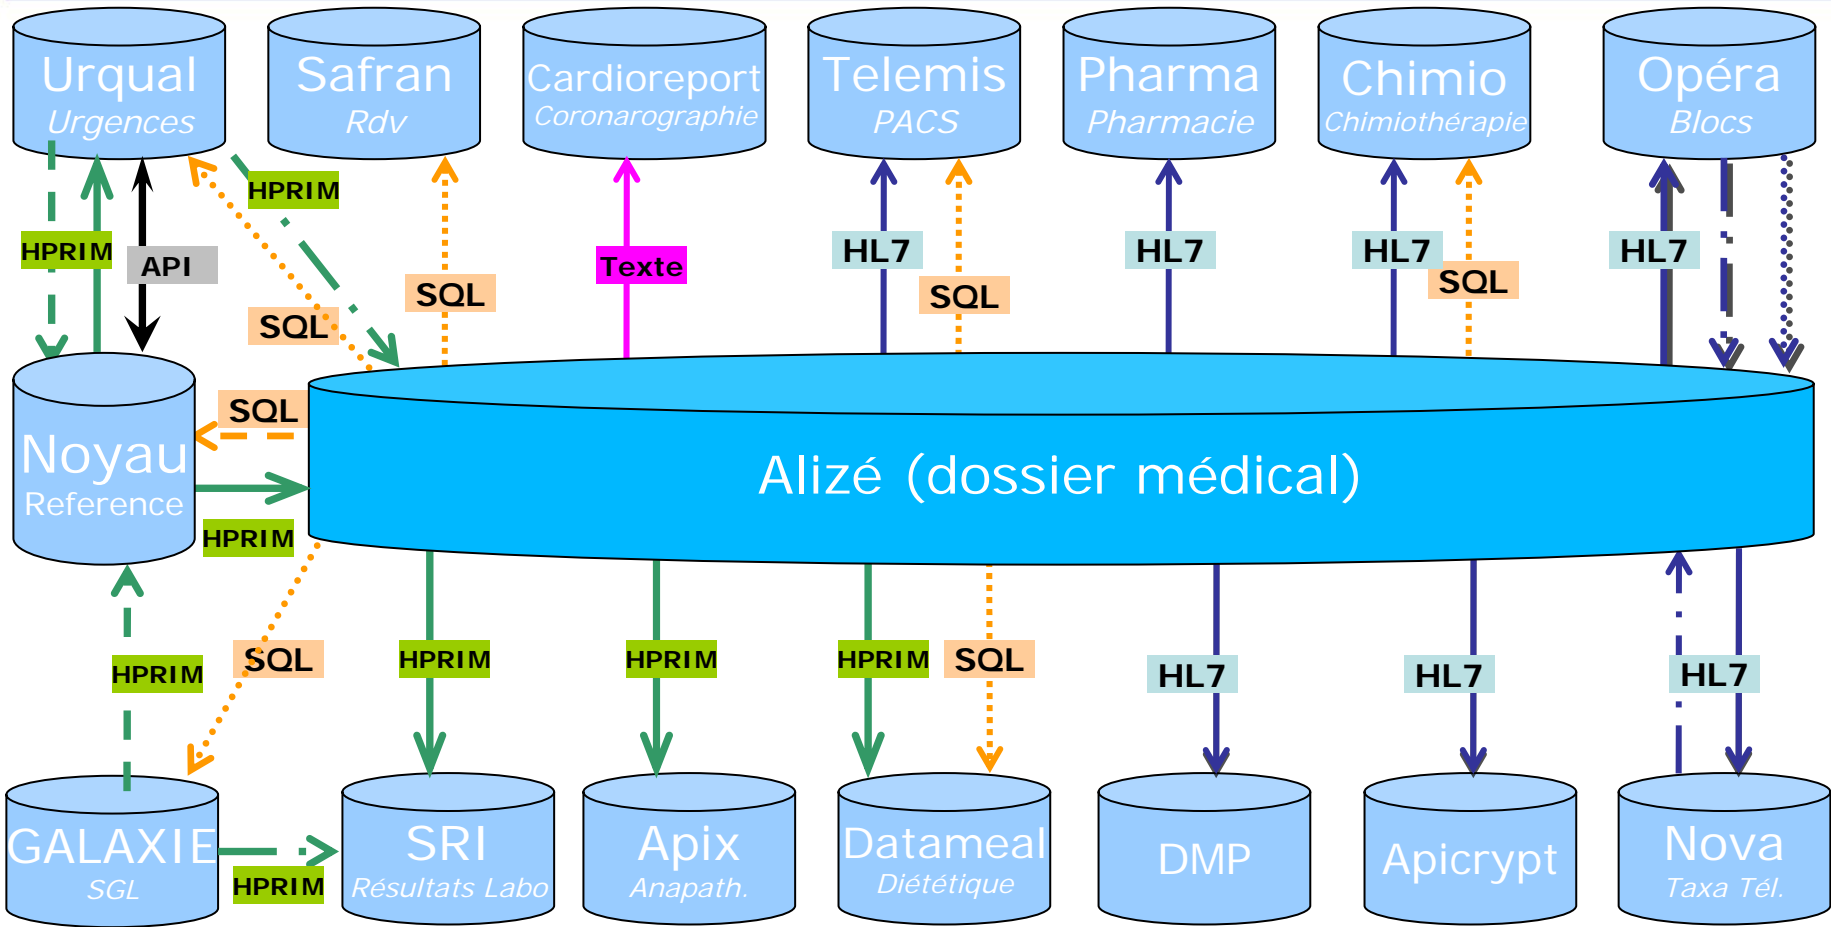 Urqual
Urgences
Safran
Rdv
Cardioreport
Coronarographie
Telemis
PACS
Pharma
Pharmacie
Chimio
Chimiothérapie
Opéra
Blocs
HPRIM
HPRIM
API
SQL
SQL
Texte
HL7
SQL
HL7
HL7
SQL
HL7
SQL
Noyau
Reference
HPRIM
Alizé (dossier médical)
HPRIM
SQL
HPRIM
HPRIM
HPRIM
SQL
HL7
HL7
HL7
GALAXIE
SGL
HPRIM
SRI
Résultats Labo
Apix
Anapath.
Datameal
Diététique
DMP
Apicrypt
Nova
Taxa Tél.